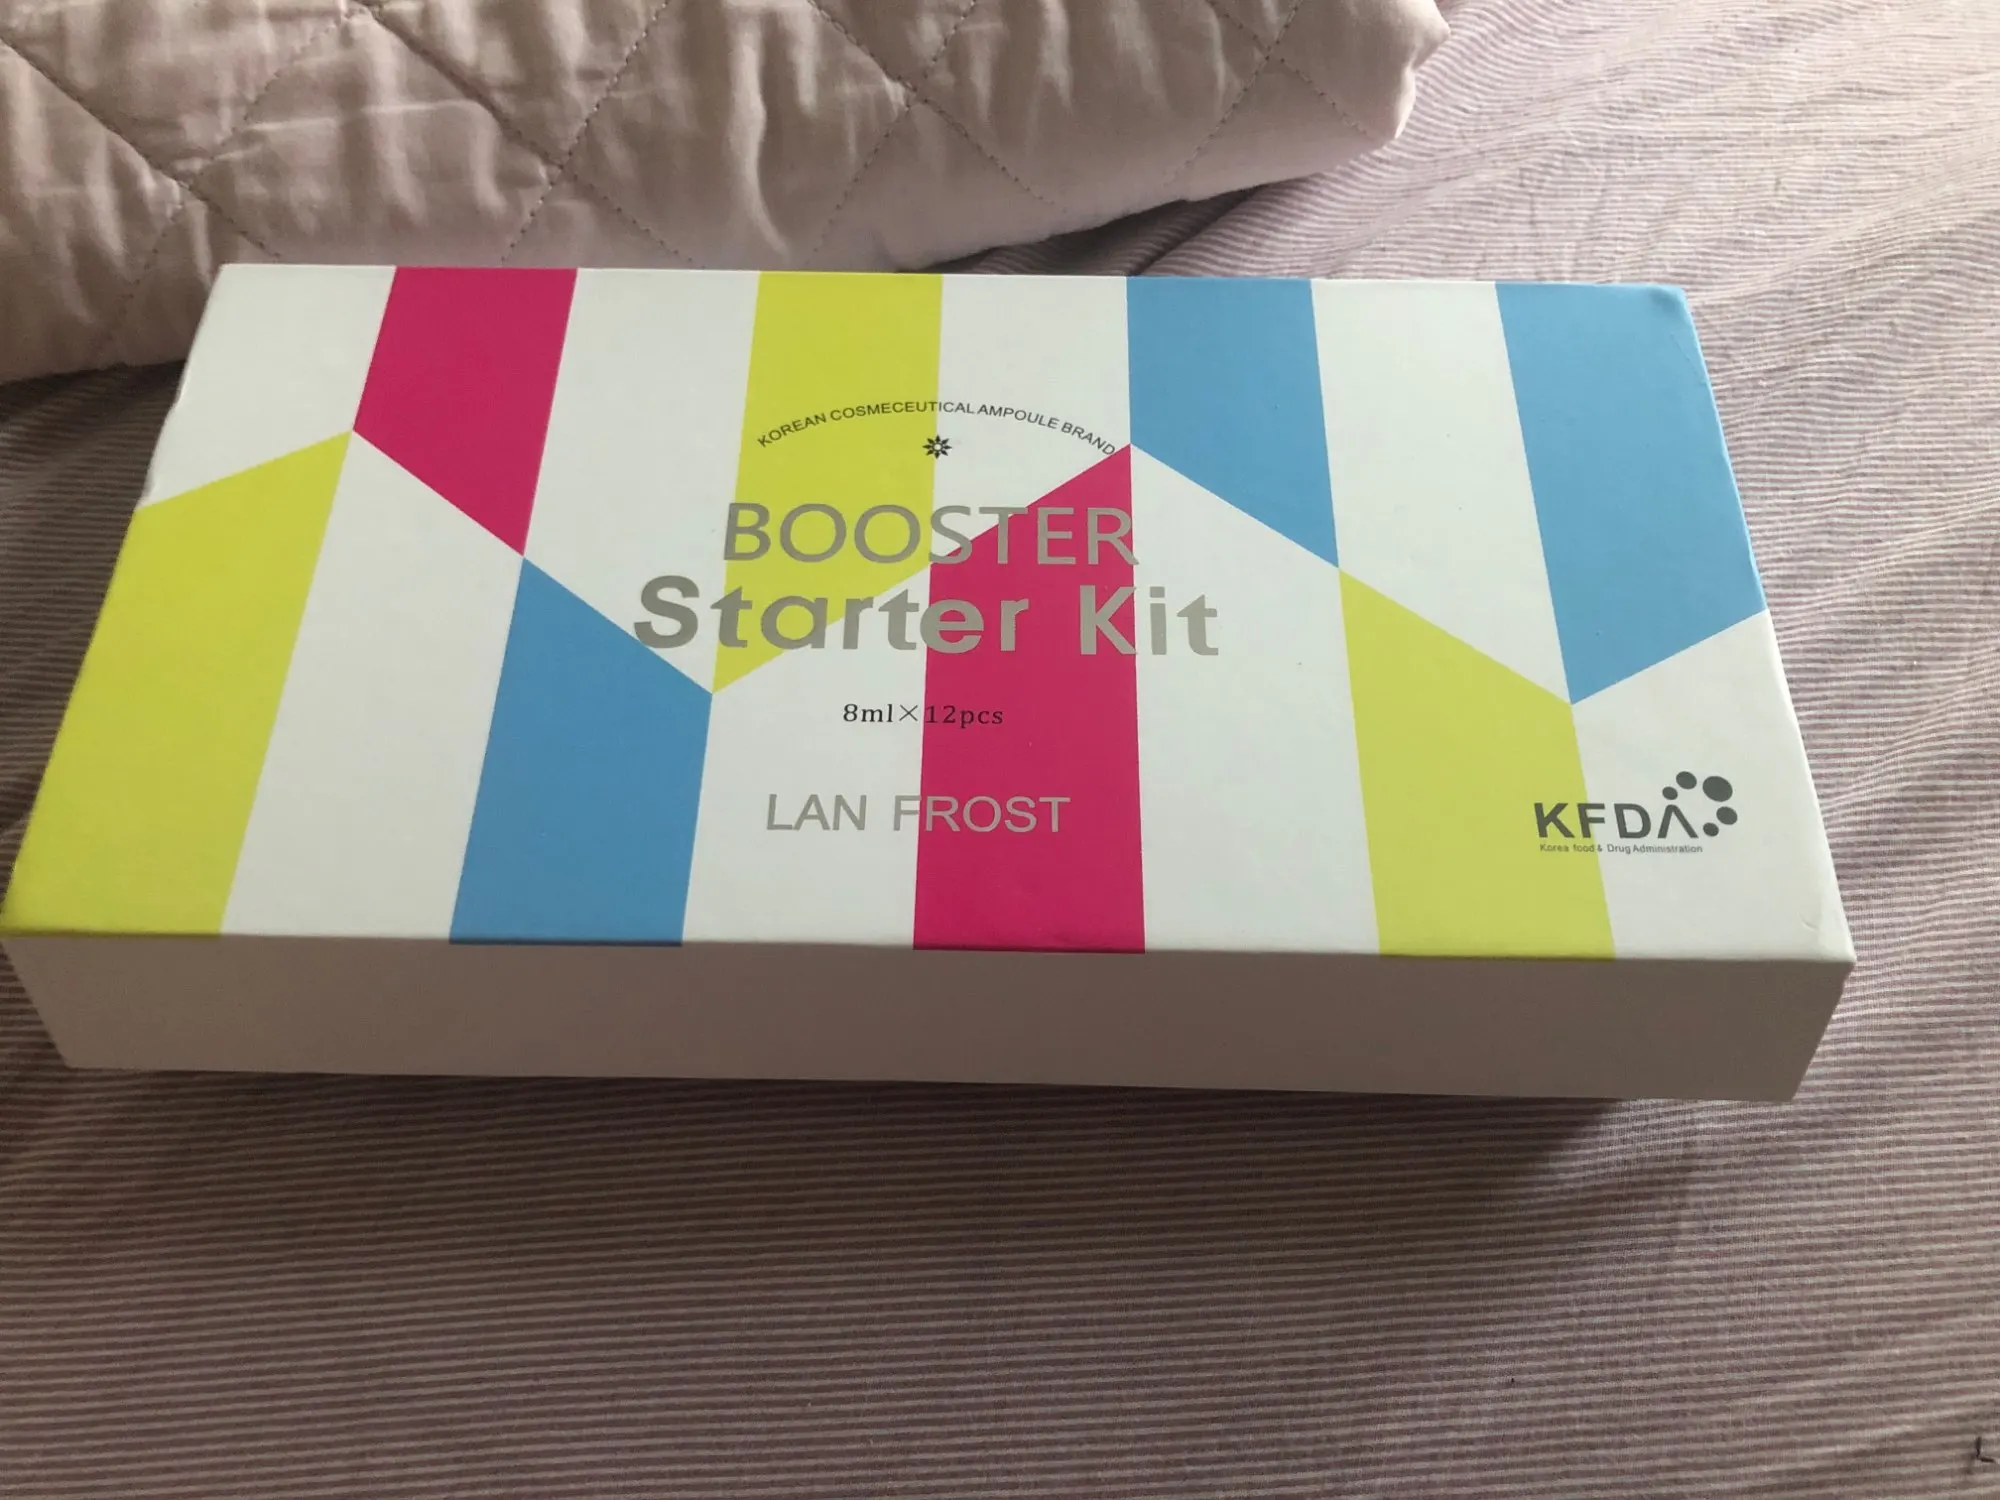 KOREAN COSMECEUTICAL AMPOULE BRAND
BOOSTER
Starter Kit
8ml×12pcs
LAN FROST
KFDA
Korea food & Drug Administration